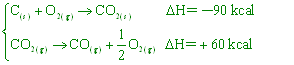 C₍ₛ₎ + O₂₍g₎ → CO₂₍ₛ₎ ΔH = −90 kcal
CO₂₍g₎ → CO₍g₎ + 1/2 O₂₍g₎ ΔH = + 60 kcal